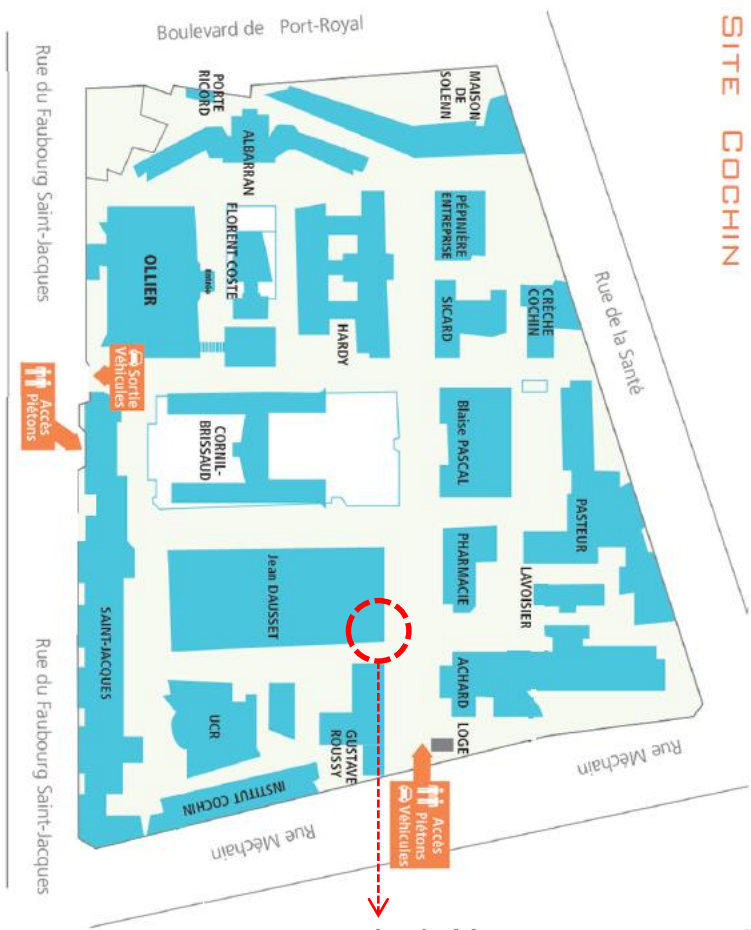 SITE COCHIN
Boulevard de Port-Royal
Rue du Faubourg Saint-Jacques
PORTE
RICORD
MAISON
DE
SOLENN
ALBARRAN
FLORENT COSTE
PÉPINIÈRE
ENTREPRISE
OLLIER
HARDY
SICARD
CRÈCHE
COCHIN
Rue de la Santé
Sortie
Véhicules
Accès
Piétons
CORNIL-
BRISSAUD
Blaise PASCAL
PASTEUR
Jean DAUSSET
PHARMACIE
LAVOISIER
SAINT-JACQUES
ACHARD
UCR
GUSTAVE
ROUSSY
LOGE
INSTITUT COCHIN
Rue Méchain
Rue Méchain
Accès
Piétons
Véhicules
Rue du Faubourg Saint-Jacques